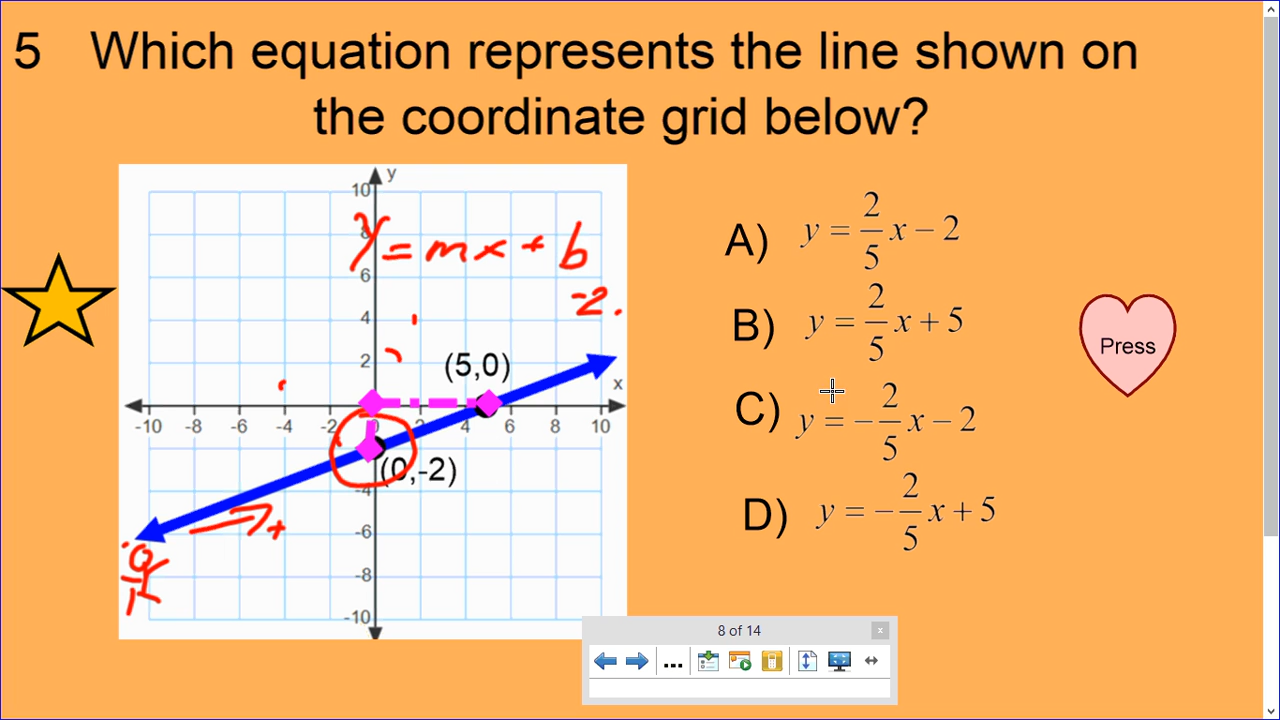 5 Which equation represents the line shown on
the coordinate grid below?
y
10
8
6
4
2
y = mx + b
-2.
(5,0)
x
-10 -8 -6 -4 -2 0 2 4 6 8 10
(0,-2)
-4
-6
-8
-10
+
A) y = 2/5 x − 2
B) y = 2/5 x + 5
C) y = − 2/5 x − 2
D) y = − 2/5 x + 5
Press
8 of 14
...